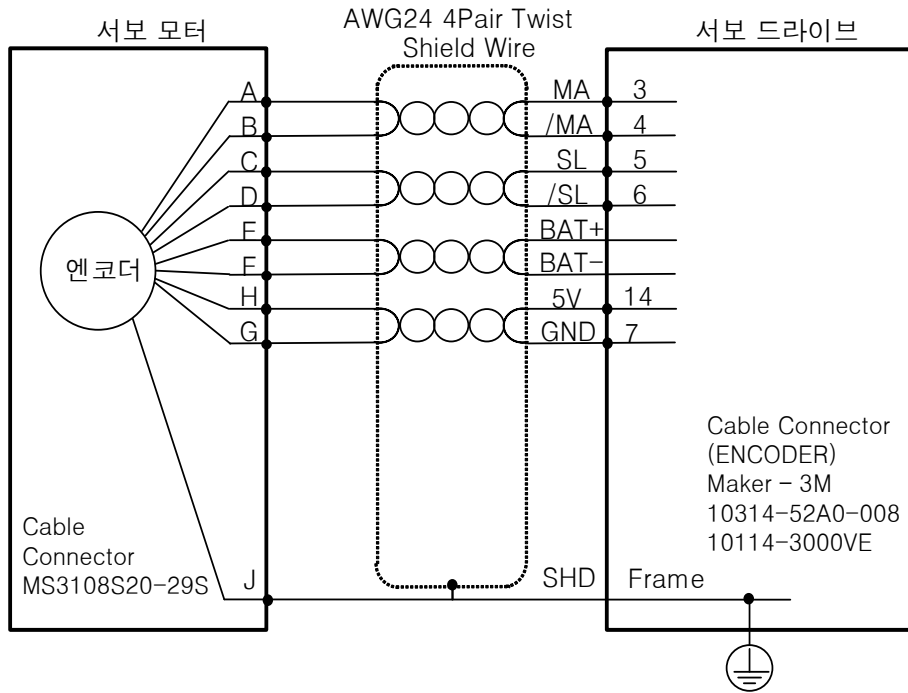 서보 모터
AWG24 4Pair Twist
Shield Wire
서보 드라이브
A
MA
3
B
/MA
4
C
SL
5
D
/SL
6
E
BAT+
F
BAT-
엔코더
H
5V
14
G
GND
7
Cable Connector
(ENCODER)
Maker - 3M
10314-52A0-008
10114-3000VE
Cable
Connector
MS3108S20-29S
J
SHD
Frame